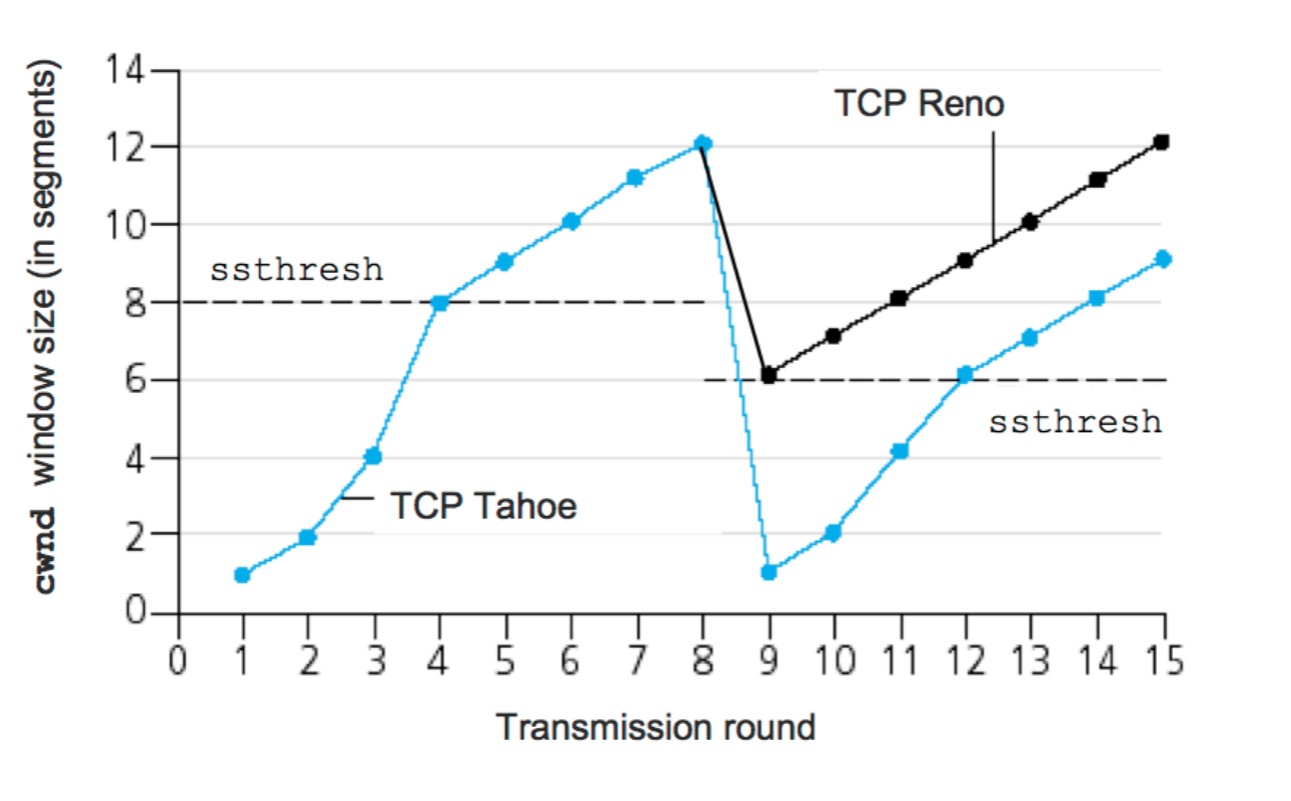 cwnd window size (in segments)
14
12
10
8
6
4
2
0
TCP Reno
ssthresh
ssthresh
TCP Tahoe
0 1 2 3 4 5 6 7 8 9 10 11 12 13 14 15
Transmission round